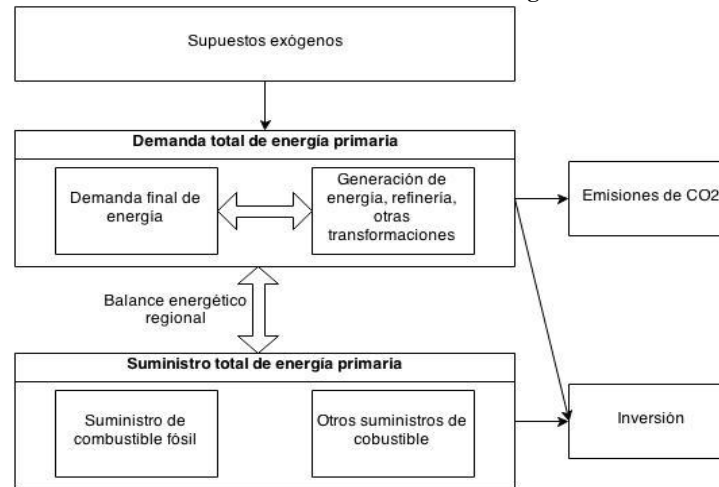 Supuestos exógenos
Demanda total de energía primaria
Demanda final de
energía
Generación de
energía, refinería,
otras
transformaciones
Emisiones de CO2
Balance energético
regional
Suministro total de energía primaria
Suministro de
combustible fósil
Otros suministros de
cobustible
Inversión